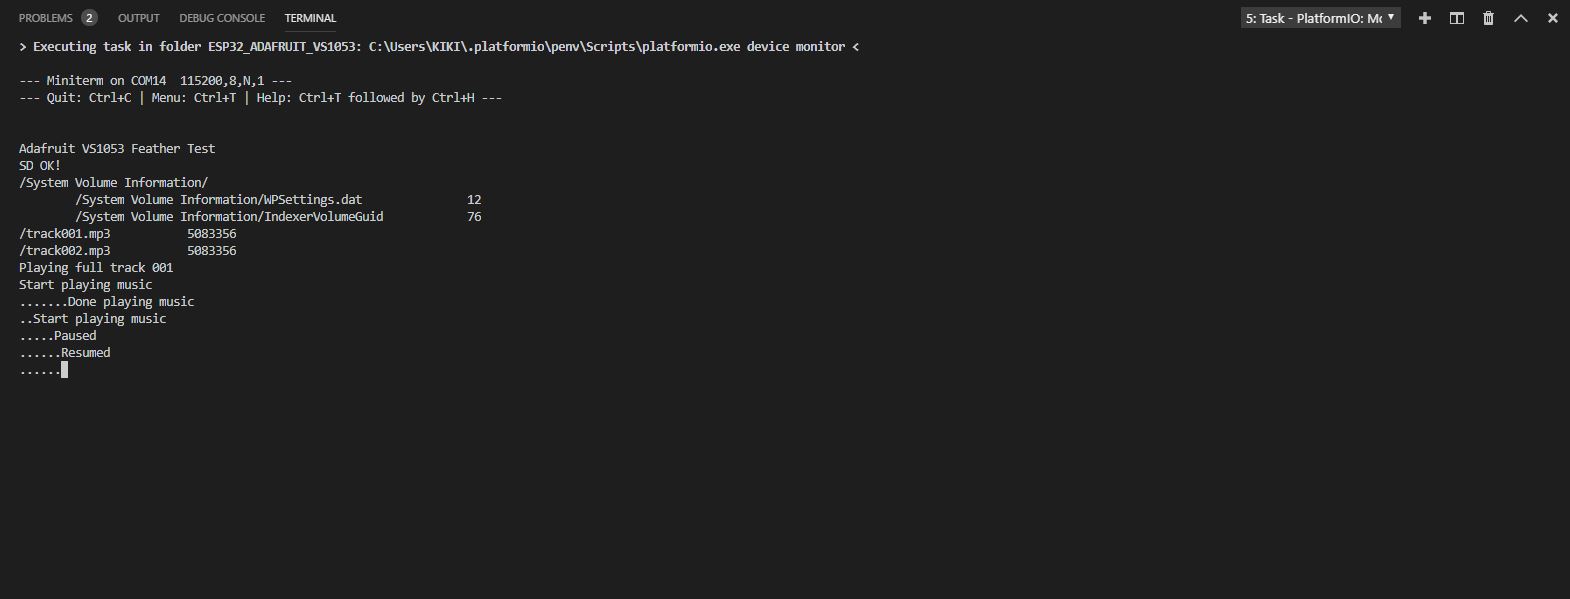 PROBLEMS 2 OUTPUT DEBUG CONSOLE TERMINAL 5: Task - PlatformIO: Mc
> Executing task in folder ESP32_ADAFRUIT_VS1053: C:\Users\KIKI\.platformio\penv\Scripts\platformio.exe device monitor <
--- Miniterm on COM14  115200,8,N,1 ---
--- Quit: Ctrl+C | Menu: Ctrl+T | Help: Ctrl+T followed by Ctrl+H ---
Adafruit VS1053 Feather Test
SD OK!
/System Volume Information/
/System Volume Information/WPSettings.dat 12
/System Volume Information/IndexerVolumeGuid 76
/track001.mp3 5083356
/track002.mp3 5083356
Playing full track 001
Start playing music
.......Done playing music
..Start playing music
.....Paused
......Resumed
......